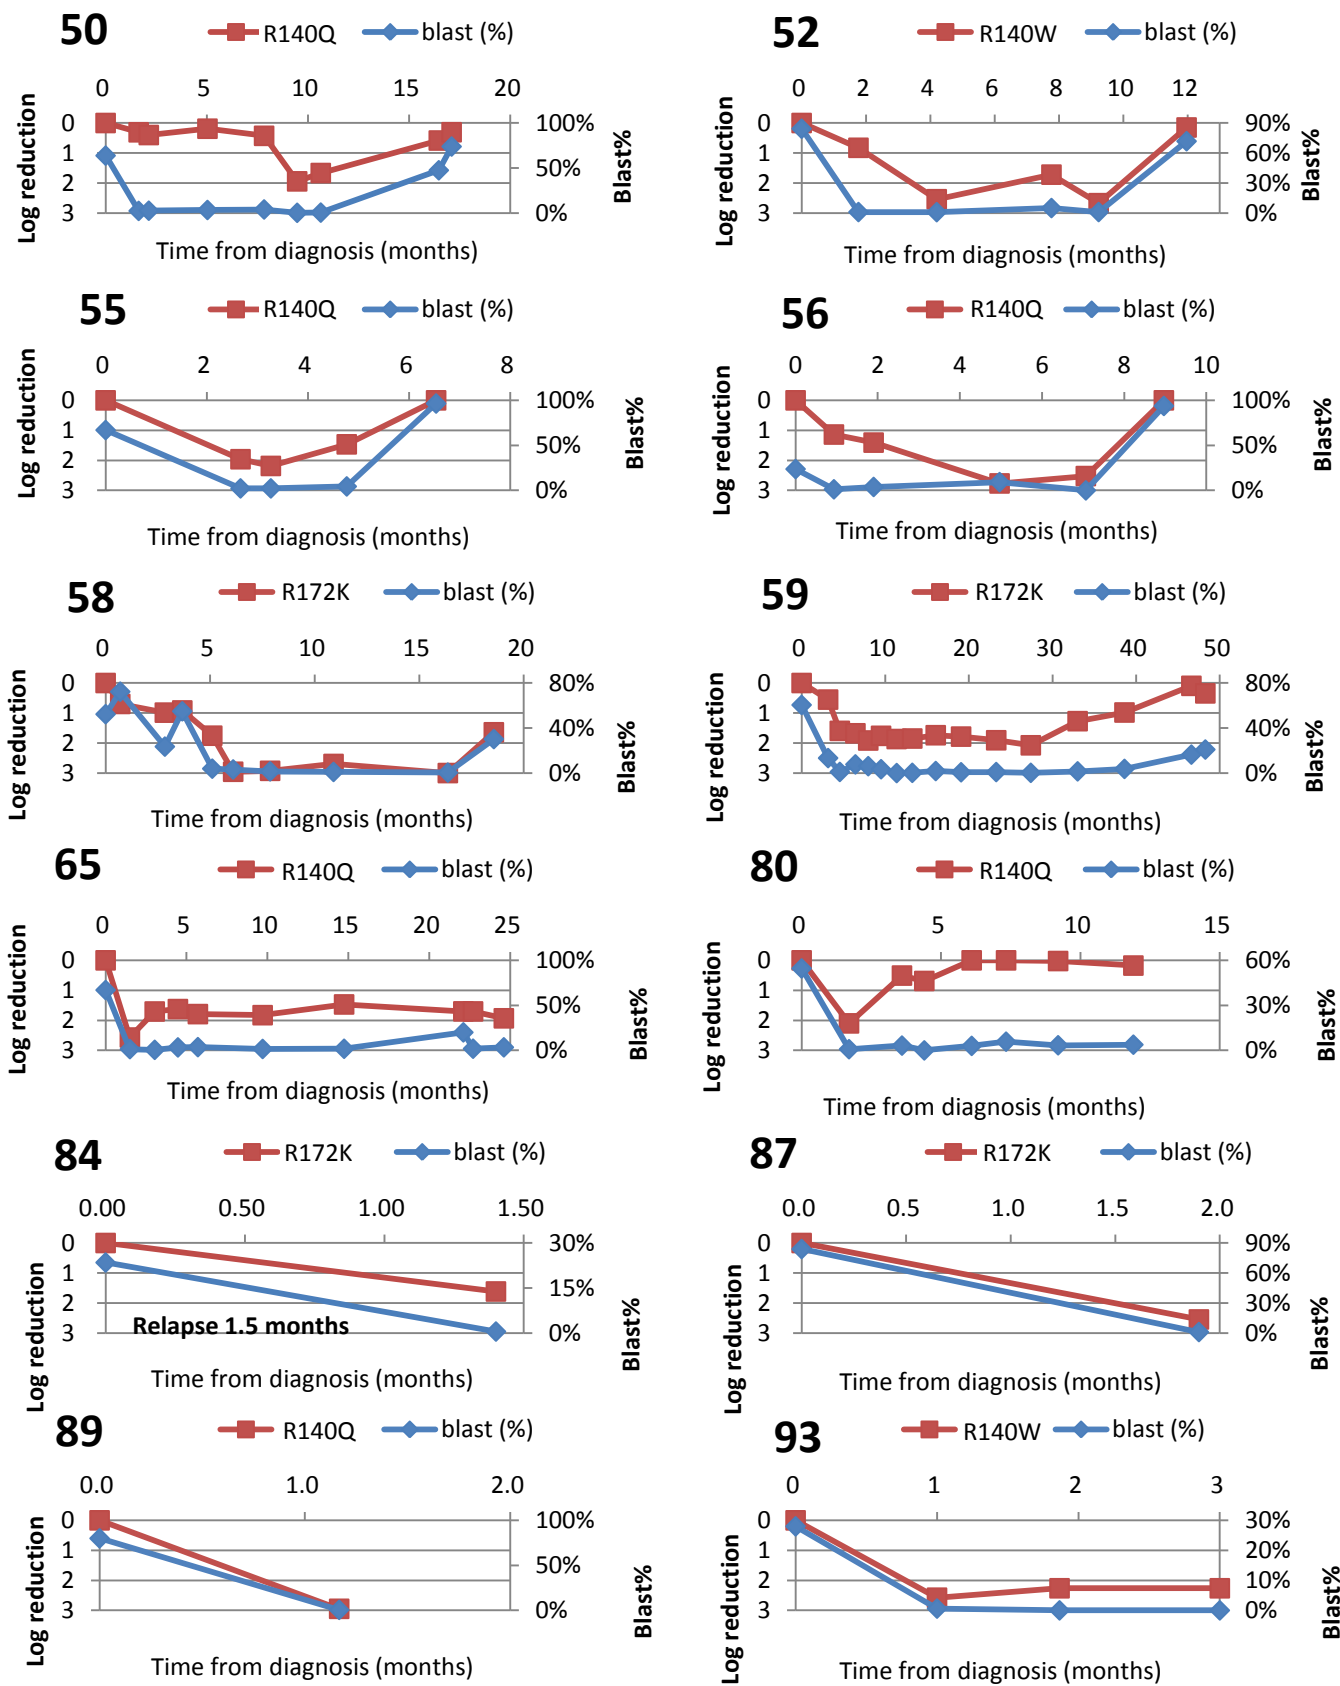 50 R140Q blast (%)
0 5 10 15 20
Log reduction
0 1 2 3
100% 50% 0%
Blast%
Time from diagnosis (months)
52 R140W blast (%)
0 2 4 6 8 10 12
Log reduction
0 1 2 3
90% 60% 30% 0%
Blast%
Time from diagnosis (months)
55 R140Q blast (%)
0 2 4 6 8
Log reduction
0 1 2 3
100% 50% 0%
Blast%
Time from diagnosis (months)
56 R140Q blast (%)
0 2 4 6 8 10
Log reduction
0 1 2 3
100% 50% 0%
Blast%
Time from diagnosis (months)
58 R172K blast (%)
0 5 10 15 20
Log reduction
0 1 2 3
80% 40% 0%
Blast%
Time from diagnosis (months)
59 R172K blast (%)
0 10 20 30 40 50
Log reduction
0 1 2 3
80% 40% 0%
Blast%
Time from diagnosis (months)
65 R140Q blast (%)
0 5 10 15 20 25
Log reduction
0 1 2 3
100% 50% 0%
Blast%
Time from diagnosis (months)
80 R140Q blast (%)
0 5 10 15
Log reduction
0 1 2 3
60% 30% 0%
Blast%
Time from diagnosis (months)
84 R172K blast (%)
0.00 0.50 1.00 1.50
Log reduction
0 1 2 3
30% 15% 0%
Blast%
Relapse 1.5 months
Time from diagnosis (months)
87 R172K blast (%)
0.0 0.5 1.0 1.5 2.0
Log reduction
0 1 2 3
90% 60% 30% 0%
Blast%
Time from diagnosis (months)
89 R140Q blast (%)
0.0 1.0 2.0
Log reduction
0 1 2 3
100% 50% 0%
Blast%
Time from diagnosis (months)
93 R140W blast (%)
0 1 2 3
Log reduction
0 1 2 3
30% 20% 10% 0%
Blast%
Time from diagnosis (months)